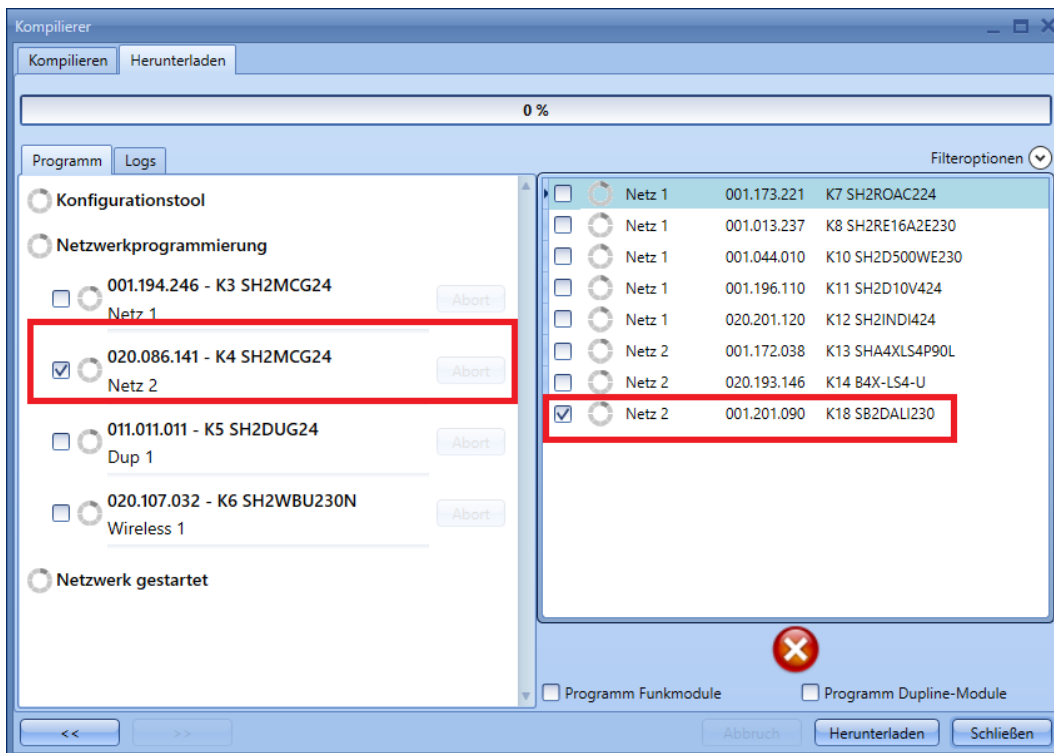 Kompilierer
Kompilieren Herunterladen
0 %
Programm Logs
Filteroptionen
Konfigurationstool
Netzwerkprogrammierung
001.194.246 - K3 SH2MCG24
Netz 1
Abort
020.086.141 - K4 SH2MCG24
Netz 2
Abort
011.011.011 - K5 SH2DUG24
Dup 1
Abort
020.107.032 - K6 SH2WBU230N
Wireless 1
Abort
Netzwerk gestartet
Netz 1 001.173.221 K7 SH2ROAC224
Netz 1 001.013.237 K8 SH2RE16A2E230
Netz 1 001.044.010 K10 SH2D500WE230
Netz 1 001.196.110 K11 SH2D10V424
Netz 1 020.201.120 K12 SH2INDI424
Netz 2 001.172.038 K13 SHA4XLS4P90L
Netz 2 020.193.146 K14 B4X-LS4-U
Netz 2 001.201.090 K18 SB2DALI230
Programm Funkmodule Programm Dupline-Module
<< >> Abbruch Herunterladen Schließen